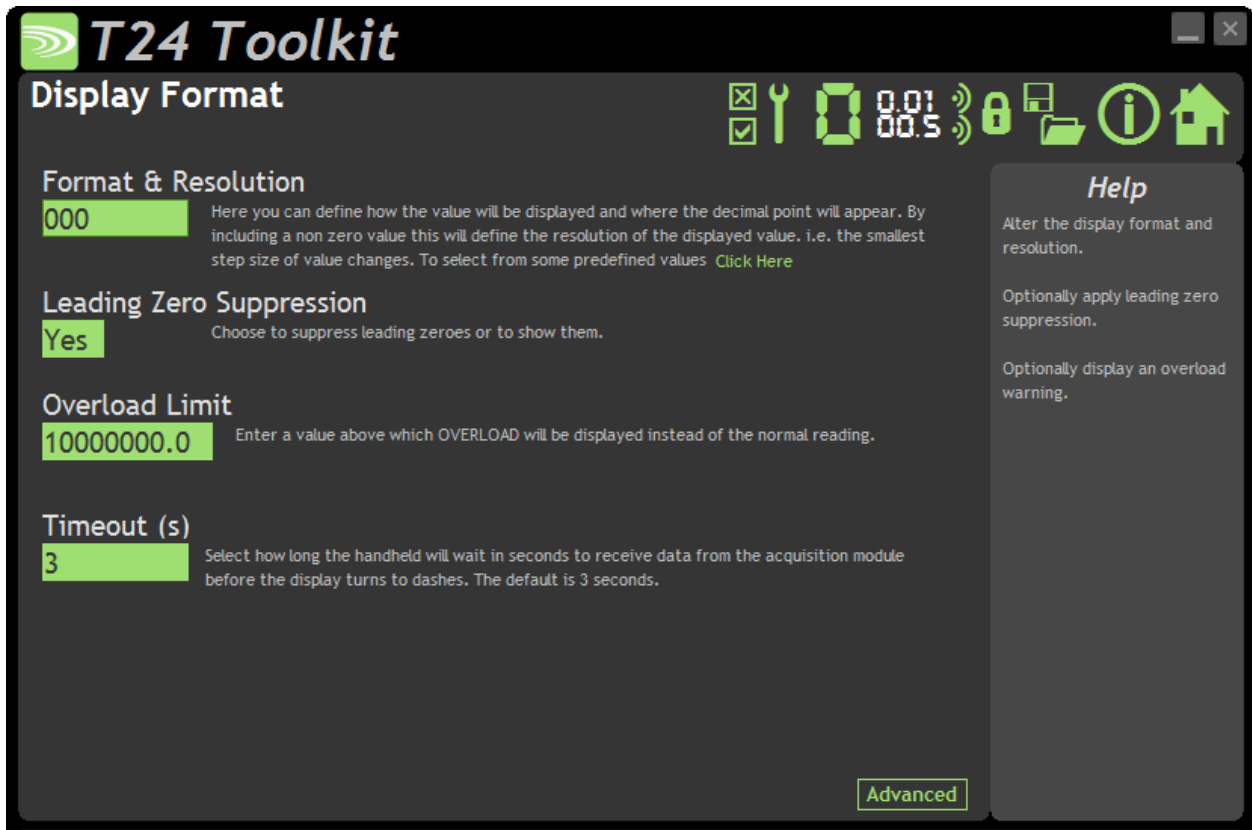 T24 Toolkit
Display Format
0.01
00.5
Format & Resolution
000
Here you can define how the value will be displayed and where the decimal point will appear. By
including a non zero value this will define the resolution of the displayed value. i.e. the smallest
step size of value changes. To select from some predefined values Click Here
Leading Zero Suppression
Yes
Choose to suppress leading zeroes or to show them.
Overload Limit
10000000.0
Enter a value above which OVERLOAD will be displayed instead of the normal reading.
Timeout (s)
3
Select how long the handheld will wait in seconds to receive data from the acquisition module
before the display turns to dashes. The default is 3 seconds.
Advanced
Help
Alter the display format and
resolution.
Optionally apply leading zero
suppression.
Optionally display an overload
warning.